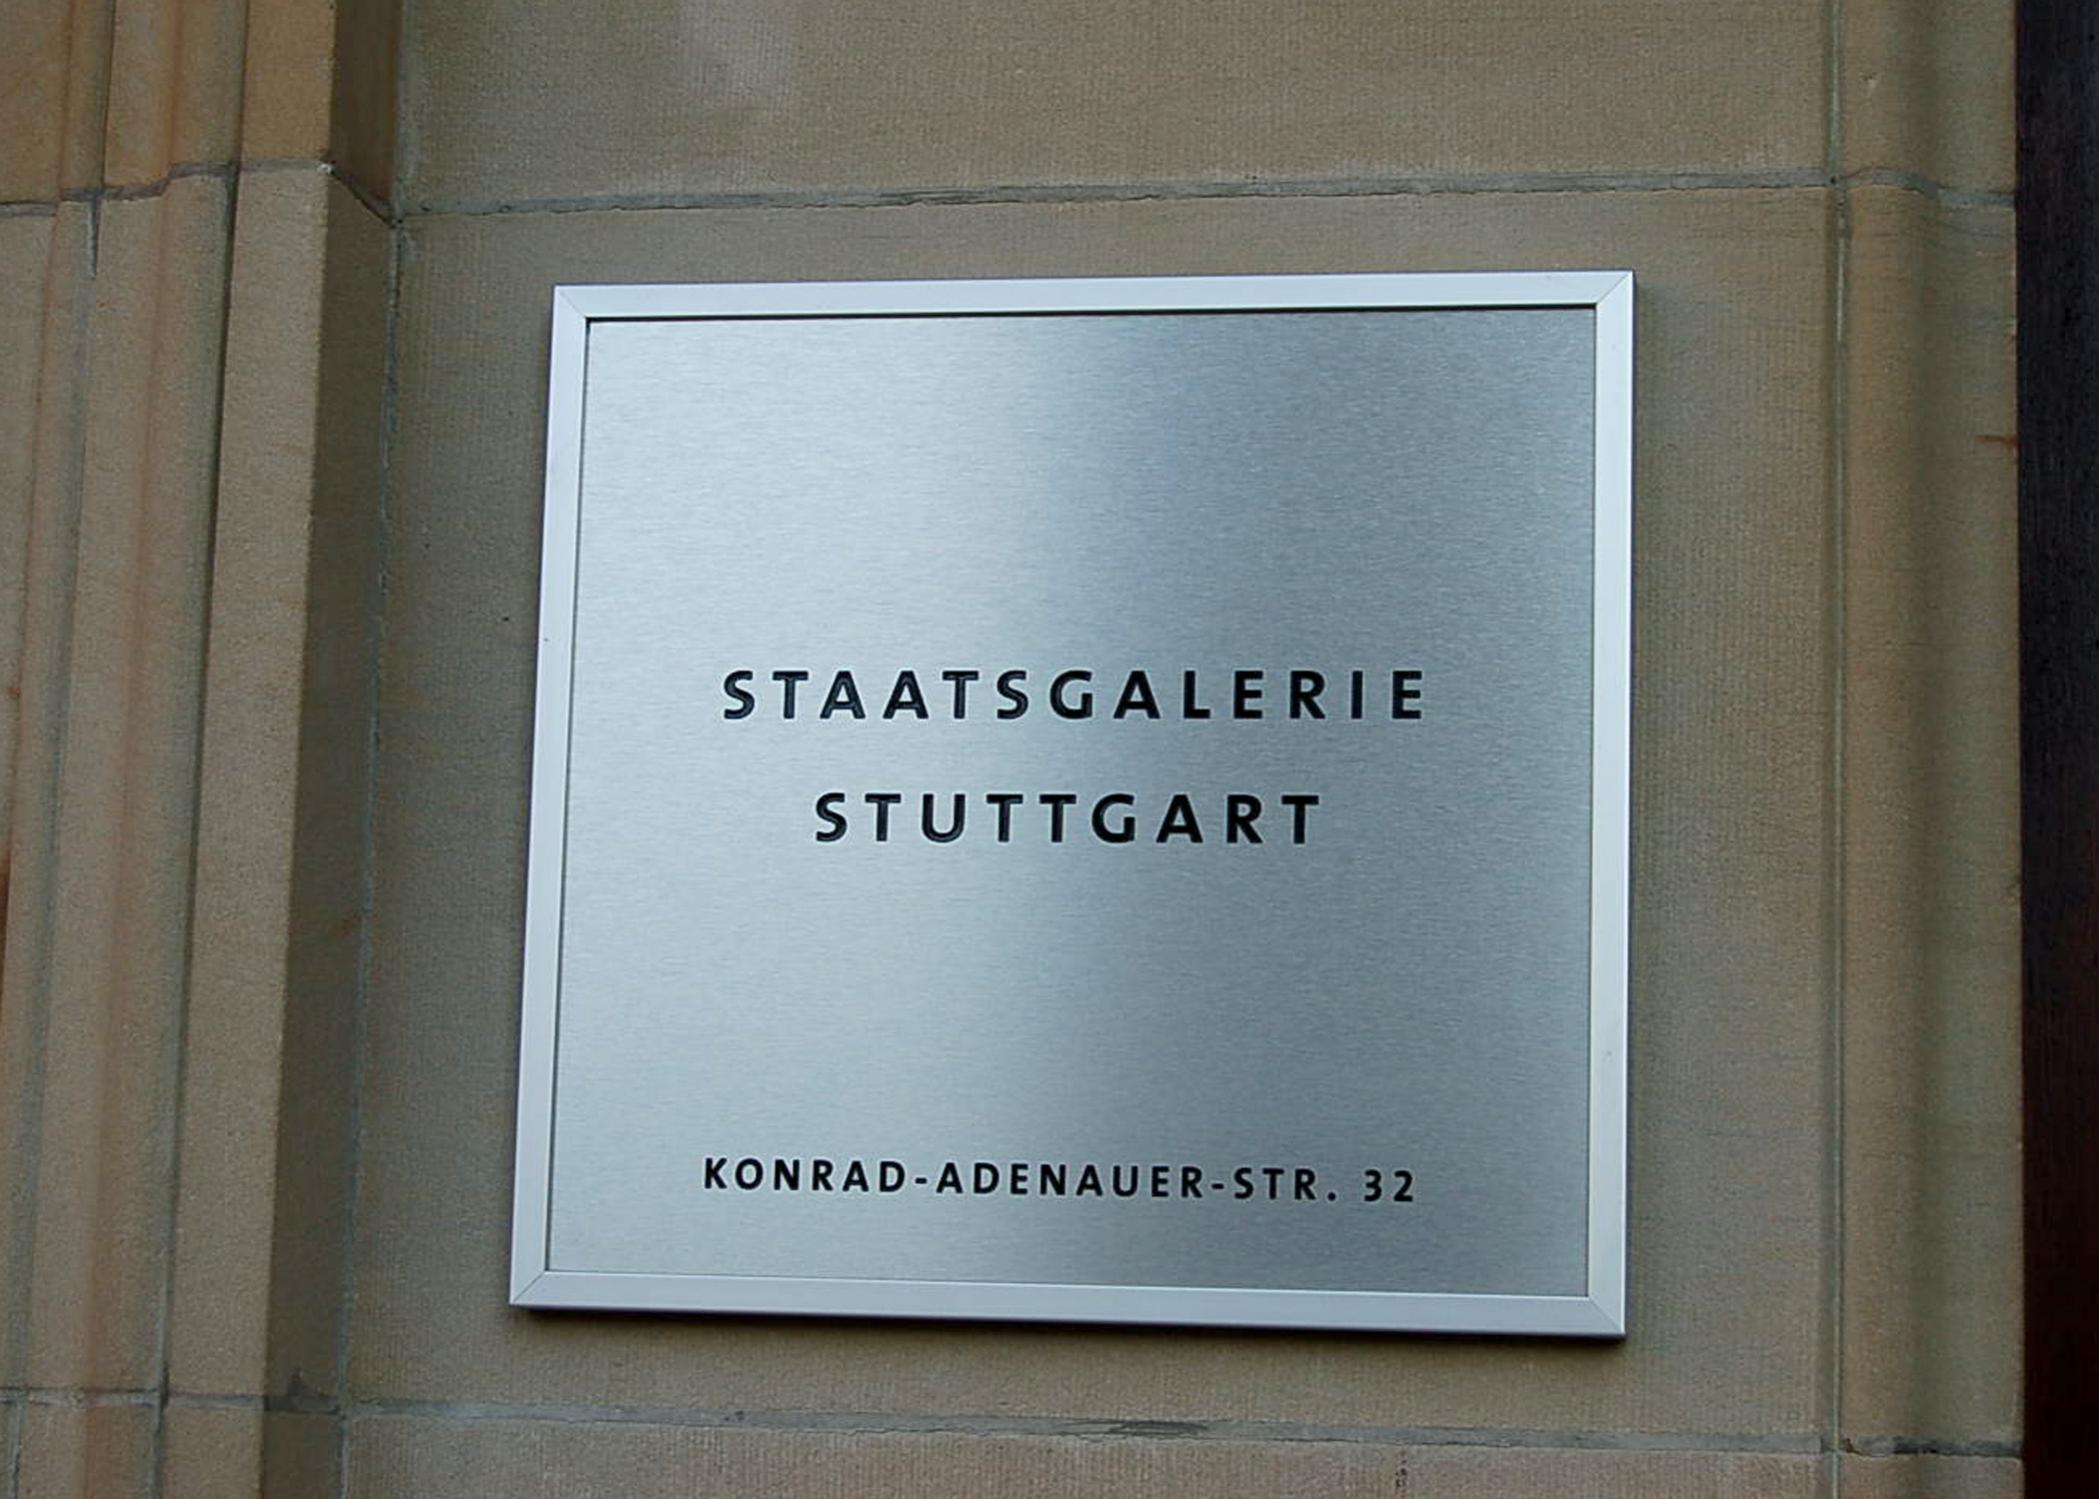 STAATSGALERIE
STUTTGART
KONRAD-ADENAUER-STR. 32